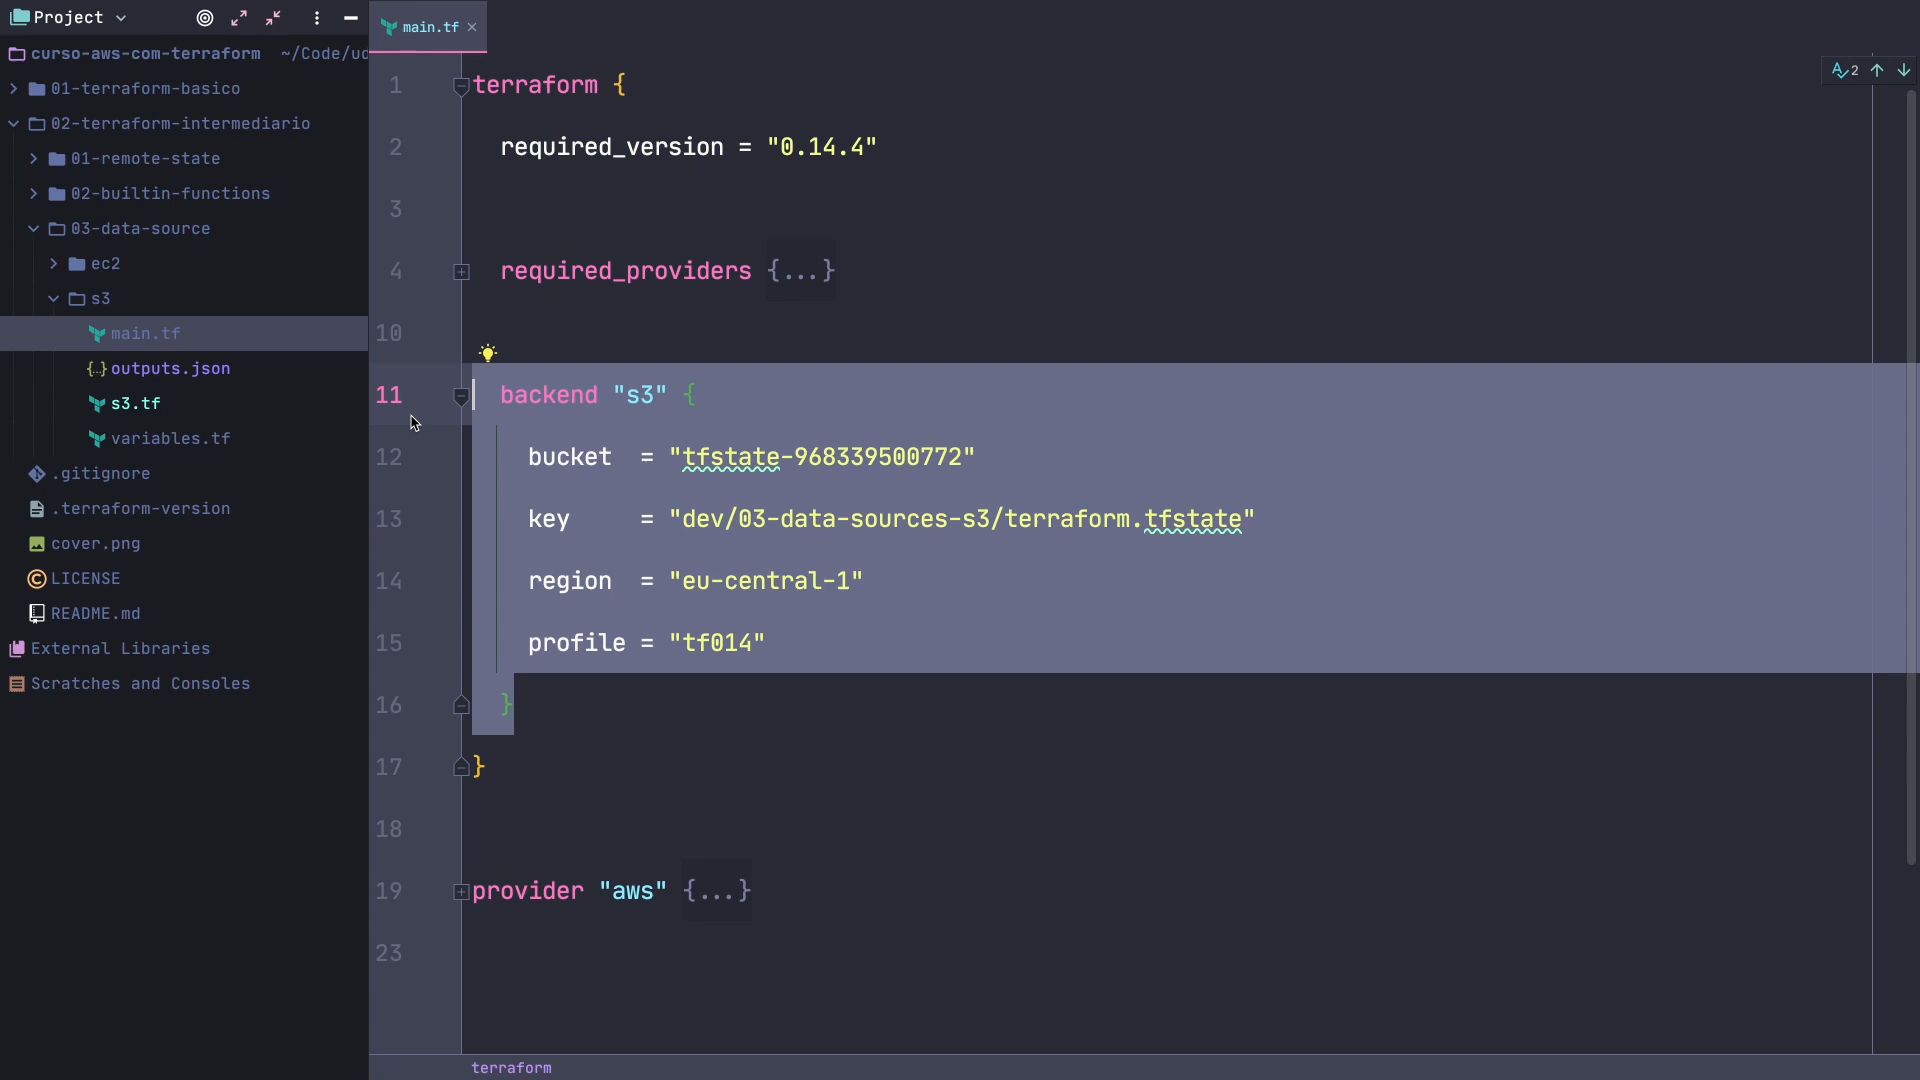 Project
curso-aws-com-terraform ~/Code/ud
01-terraform-basico
02-terraform-intermediario
01-remote-state
02-builtin-functions
03-data-source
ec2
s3
main.tf
outputs.json
s3.tf
variables.tf
.gitignore
.terraform-version
cover.png
LICENSE
README.md
External Libraries
Scratches and Consoles
main.tf
2
1 terraform {
2 required_version = "0.14.4"
3
4 required_providers {...}
10
11 backend "s3" {
12 bucket = "tfstate-968339500772"
13 key = "dev/03-data-sources-s3/terraform.tfstate"
14 region = "eu-central-1"
15 profile = "tf014"
16 }
17 }
18
19 provider "aws" {...}
23
terraform